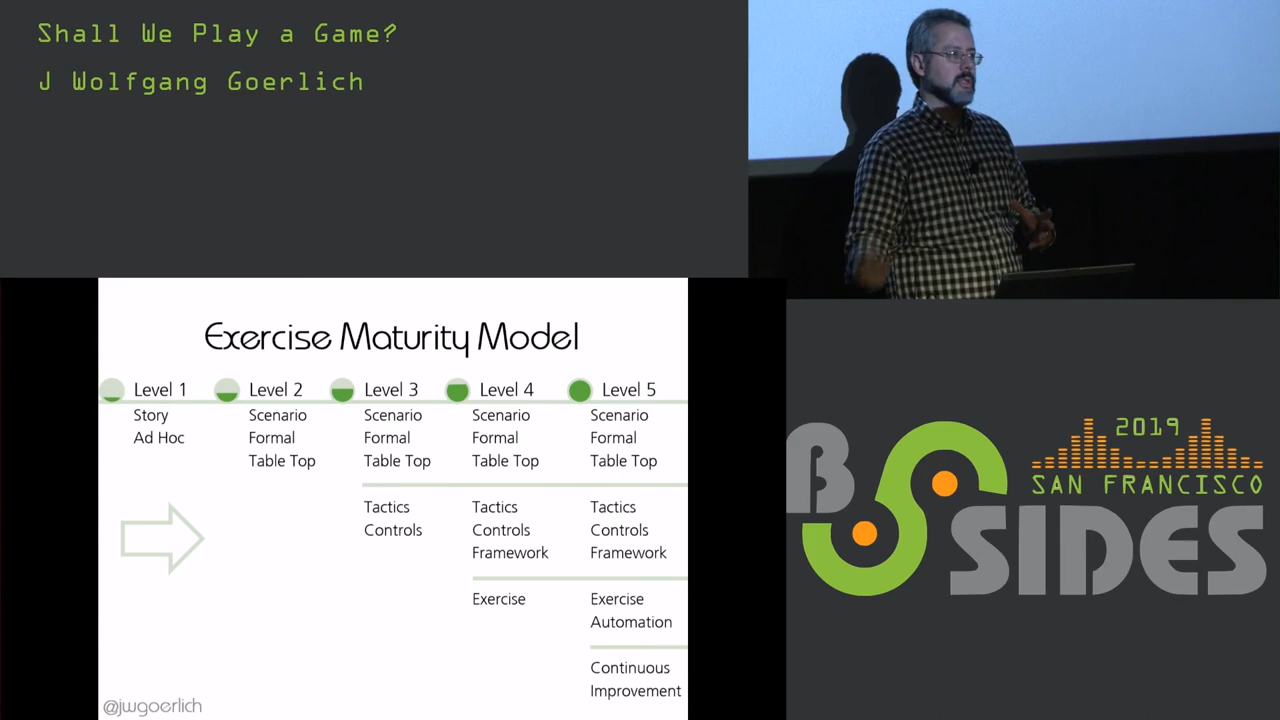 Shall We Play a Game?
J Wolfgang Goerlich
Exercise Maturity Model
Level 1
Story
Ad Hoc
Level 2
Scenario
Formal
Table Top
Level 3
Scenario
Formal
Table Top
Tactics
Controls
Level 4
Scenario
Formal
Table Top
Tactics
Controls
Framework
Exercise
Level 5
Scenario
Formal
Table Top
Tactics
Controls
Framework
Exercise
Automation
Continuous
Improvement
@jwgoerlich
2019
SAN FRANCISCO
B
SIDES